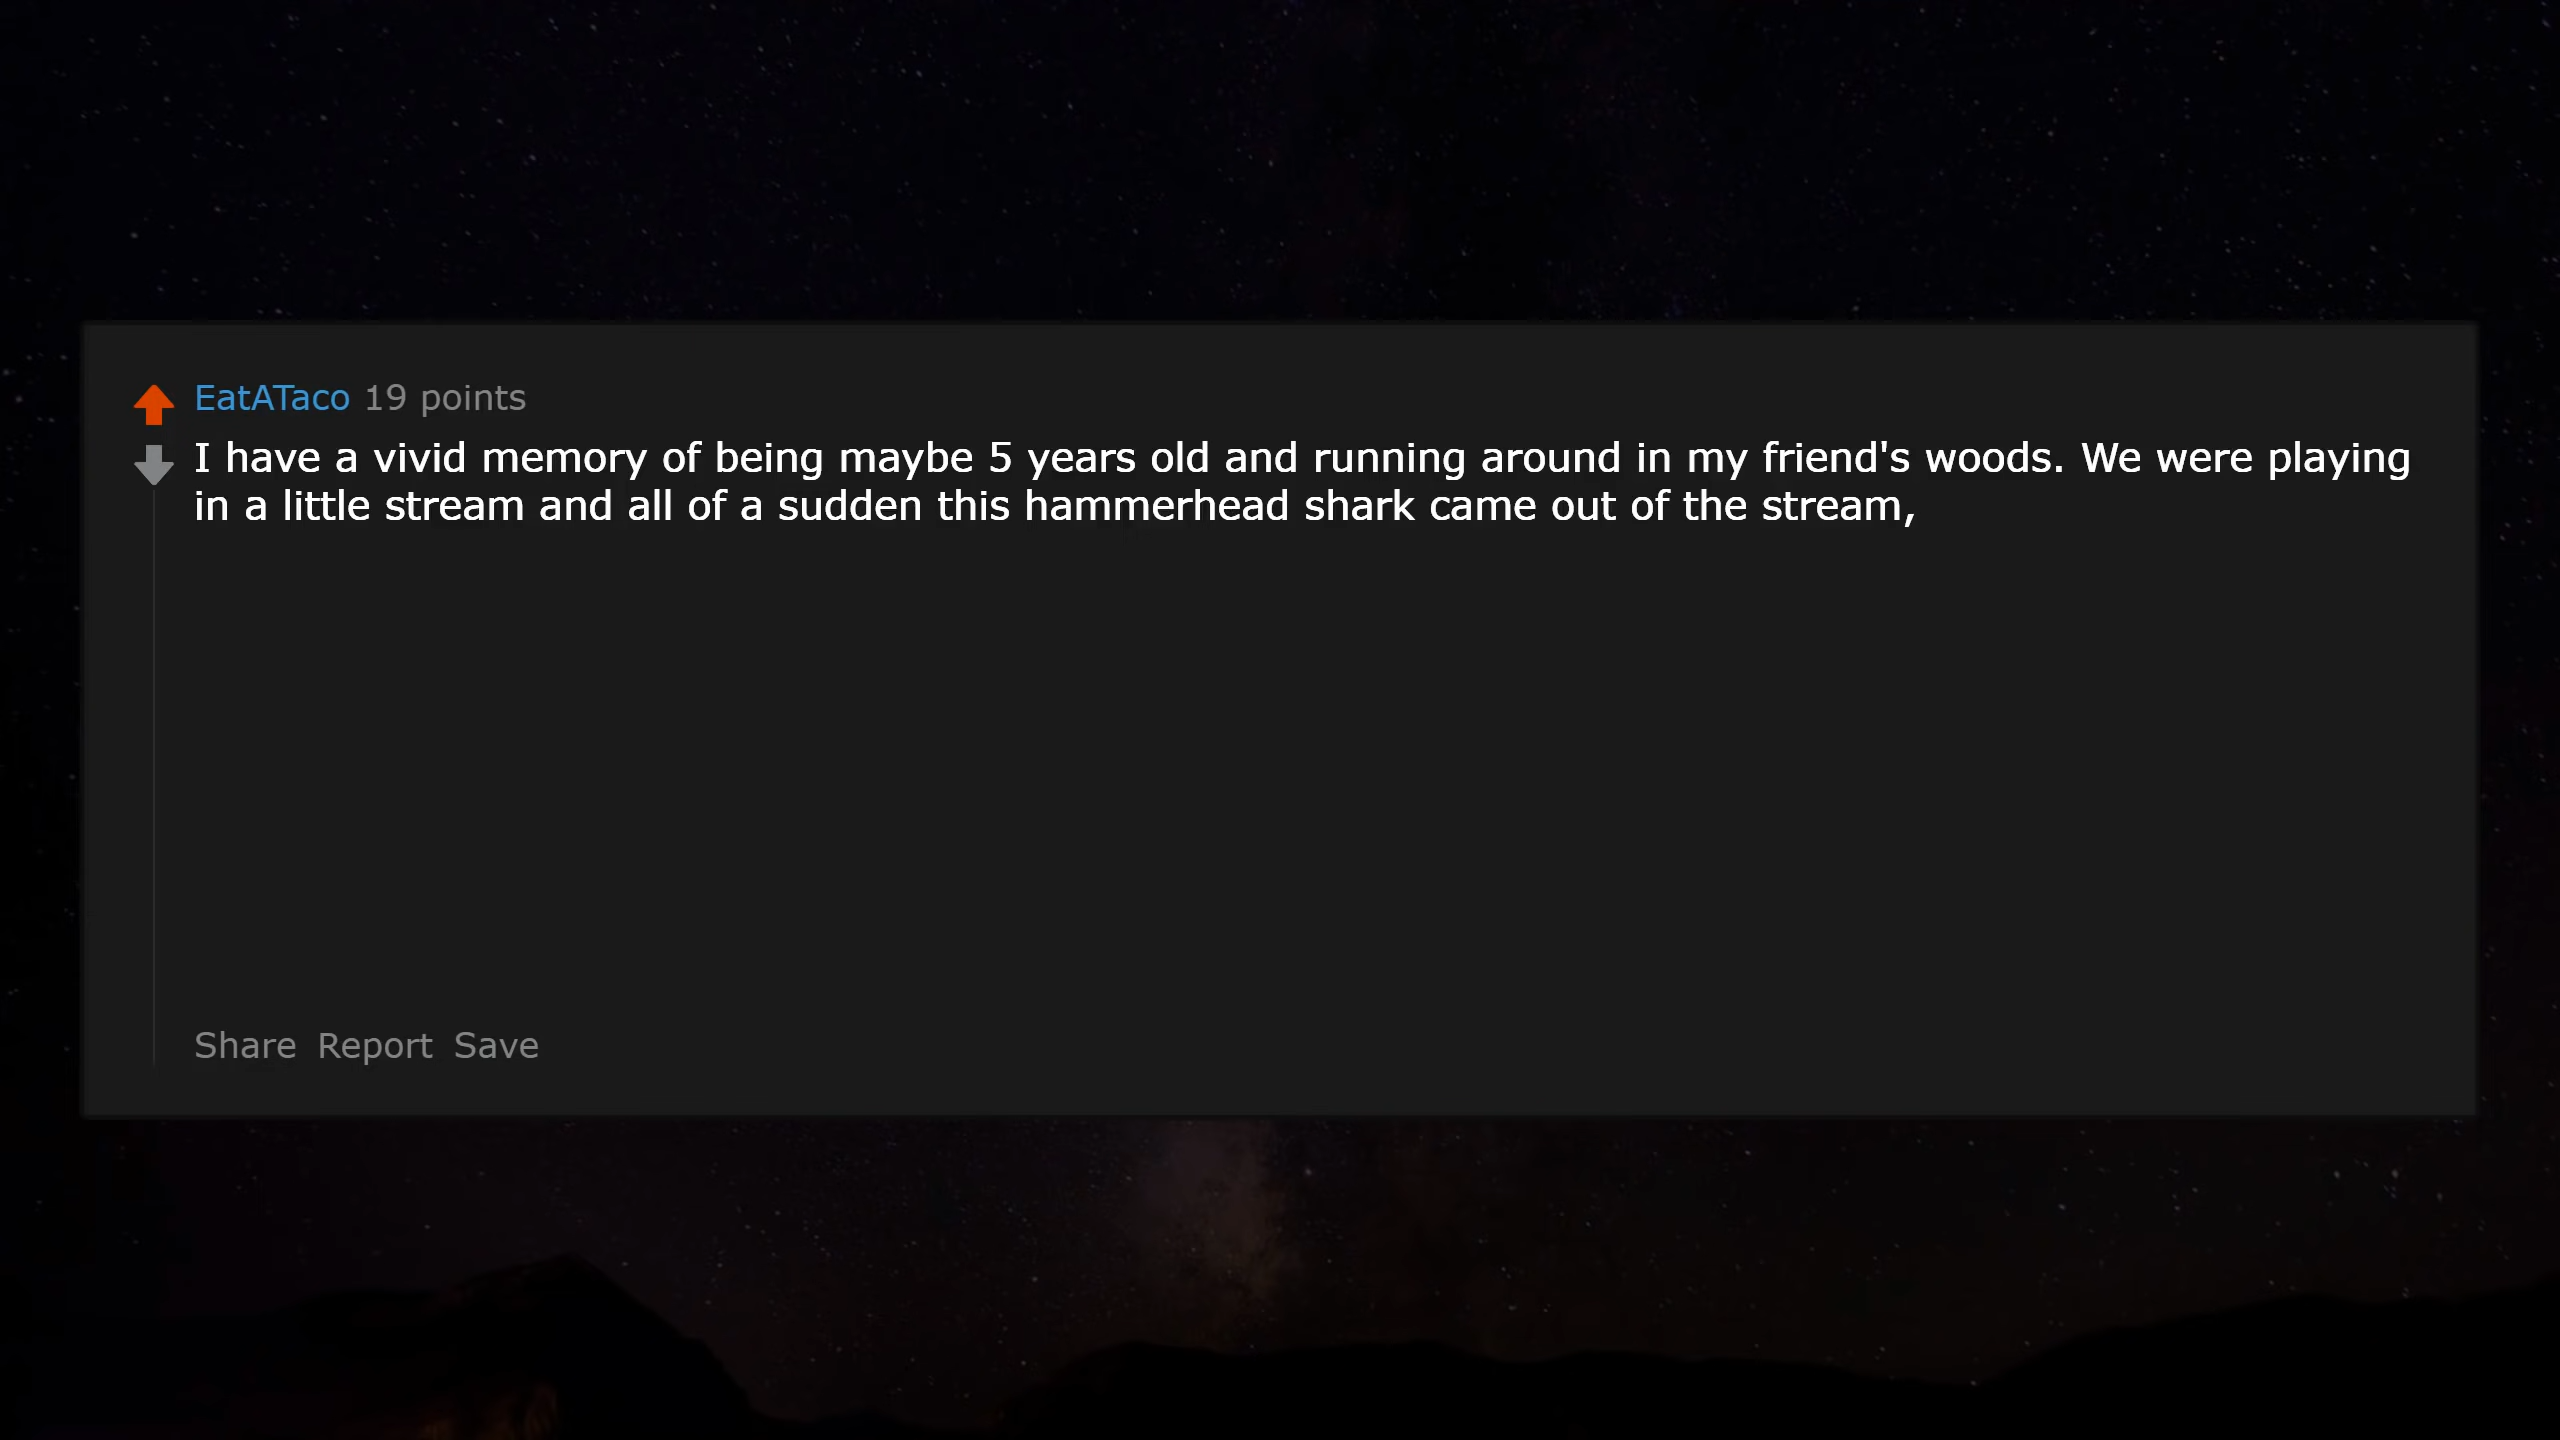 EatATaco 19 points
I have a vivid memory of being maybe 5 years old and running around in my friend's woods. We were playing
in a little stream and all of a sudden this hammerhead shark came out of the stream,
Share Report Save